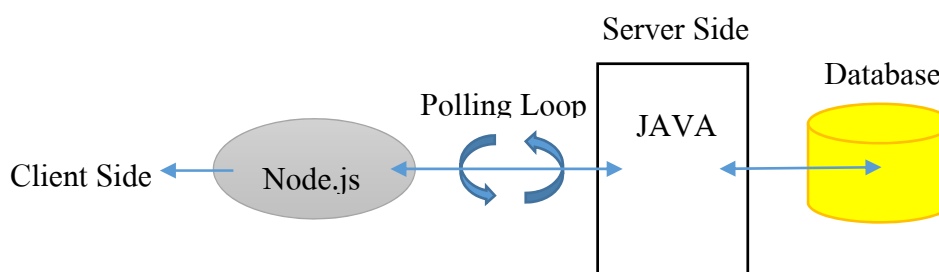 Server Side
Database
Polling Loop
JAVA
Client Side
Node.js